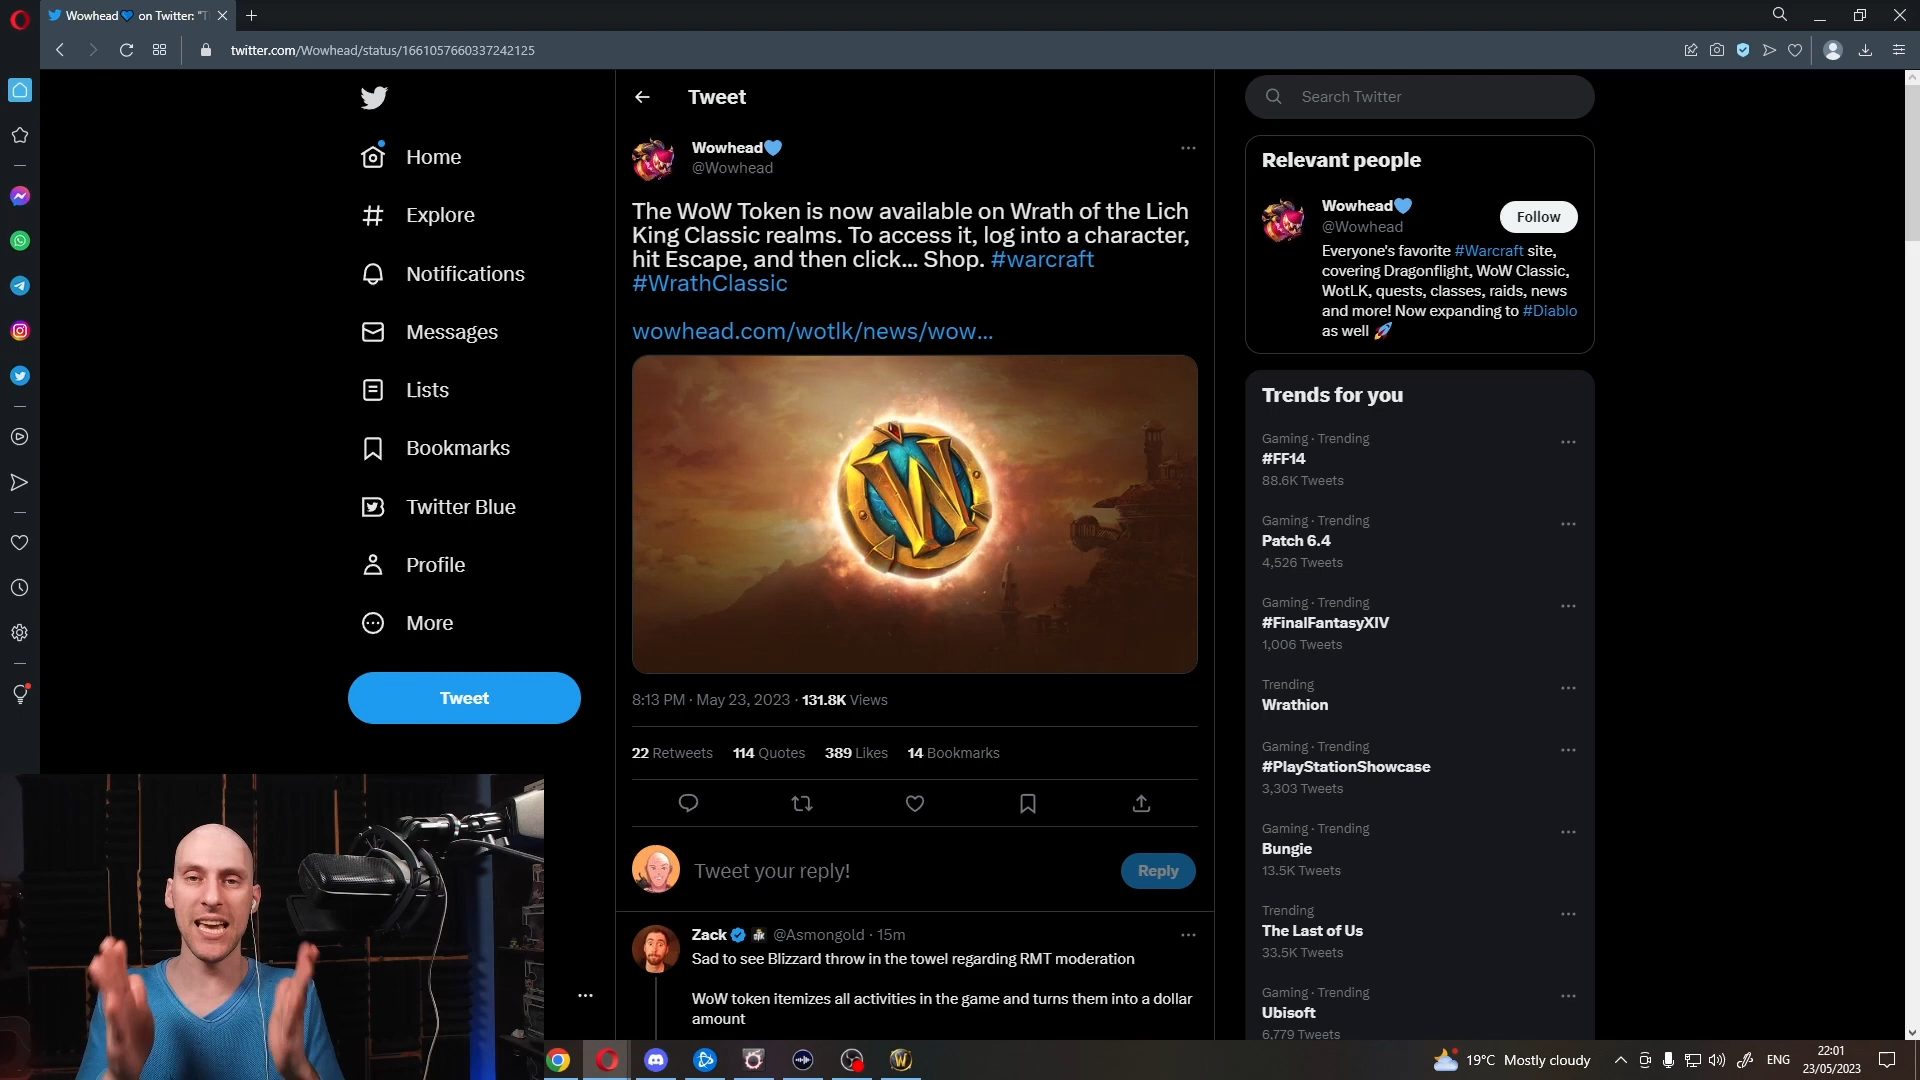 Wowhead💙 on Twitter: "T
twitter.com/Wowhead/status/1661057660337242125
Home
Explore
Notifications
Messages
Lists
Bookmarks
Twitter Blue
Profile
More
Tweet
Tweet
Wowhead💙
@Wowhead
The WoW Token is now available on Wrath of the Lich
King Classic realms. To access it, log into a character,
hit Escape, and then click... Shop. #warcraft
#WrathClassic
wowhead.com/wotlk/news/wow...
W
8:13 PM · May 23, 2023 · 131.8K Views
22 Retweets 114 Quotes 389 Likes 14 Bookmarks
Tweet your reply!
Reply
Zack @Asmongold · 15m
Sad to see Blizzard throw in the towel regarding RMT moderation
WoW token itemizes all activities in the game and turns them into a dollar
amount
Search Twitter
Relevant people
Wowhead💙
@Wowhead
Follow
Everyone's favorite #Warcraft site,
covering Dragonflight, WoW Classic,
WotLK, quests, classes, raids, news
and more! Now expanding to #Diablo
as well 🚀
Trends for you
Gaming · Trending
#FF14
88.6K Tweets
Gaming · Trending
Patch 6.4
4,526 Tweets
Gaming · Trending
#FinalFantasyXIV
1,006 Tweets
Trending
Wrathion
Gaming · Trending
#PlayStationShowcase
3,303 Tweets
Gaming · Trending
Bungie
13.5K Tweets
Trending
The Last of Us
33.5K Tweets
Gaming · Trending
Ubisoft
6,779 Tweets
19°C Mostly cloudy
ENG
22:01
23/05/2023